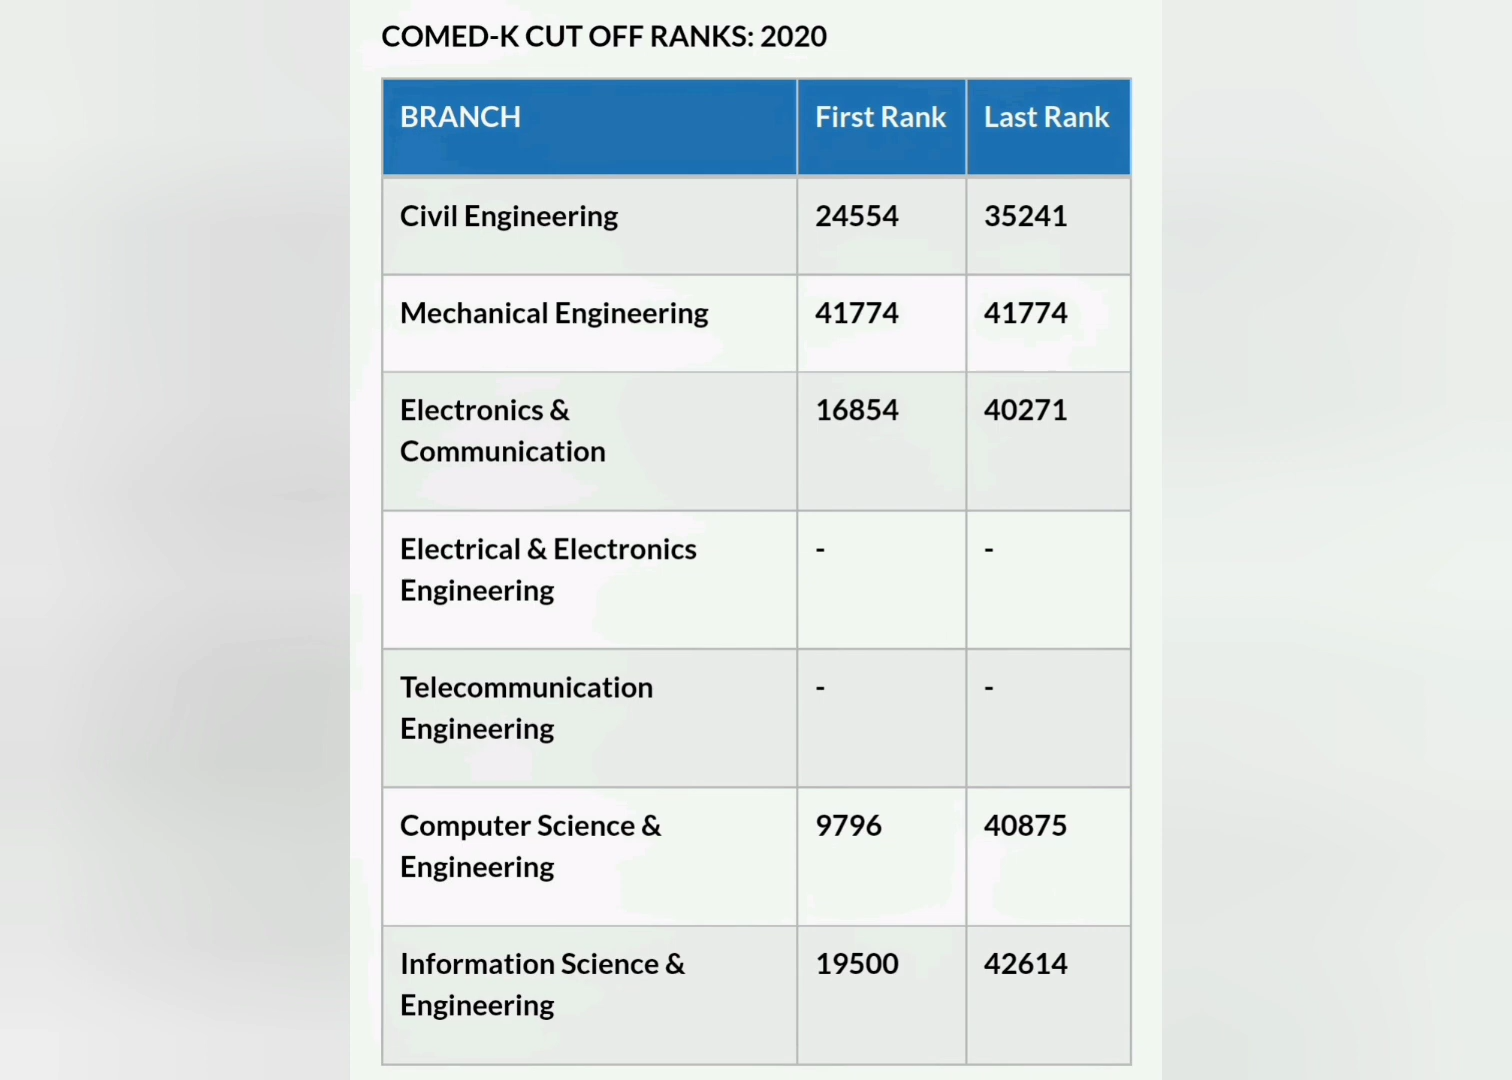 COMED-K CUT OFF RANKS: 2020
BRANCH First Rank Last Rank
Civil Engineering 24554 35241
Mechanical Engineering 41774 41774
Electronics & 16854 40271
Communication
Electrical & Electronics - -
Engineering
Telecommunication - -
Engineering
Computer Science & 9796 40875
Engineering
Information Science & 19500 42614
Engineering